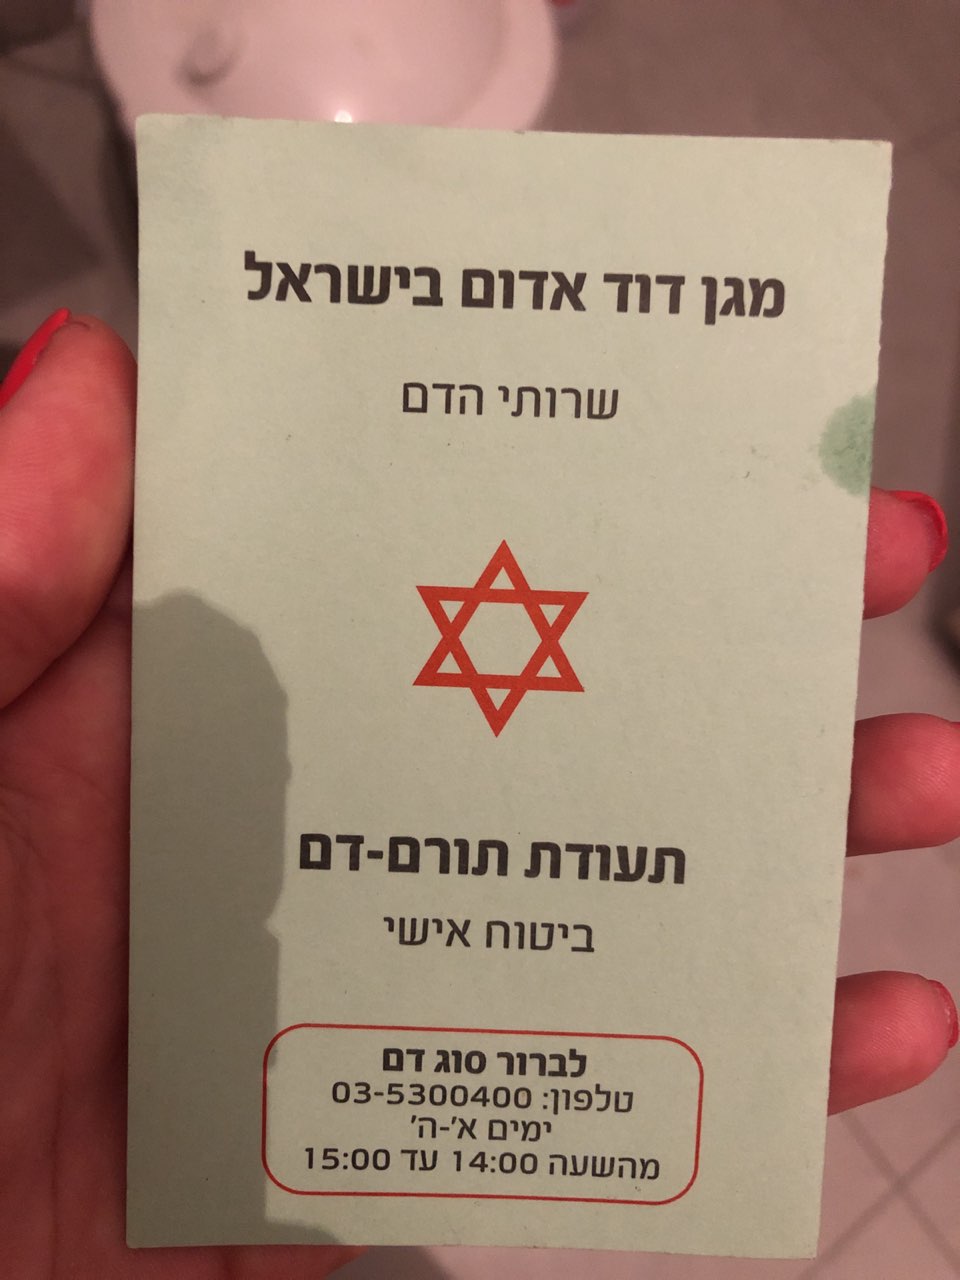 מגן דוד אדום בישראל
שרותי הדם
תעודת תורם-דם
ביטוח אישי
לברור סוג דם
טלפון: 03-5300400
ימים א'-ה'
מהשעה 14:00 עד 15:00